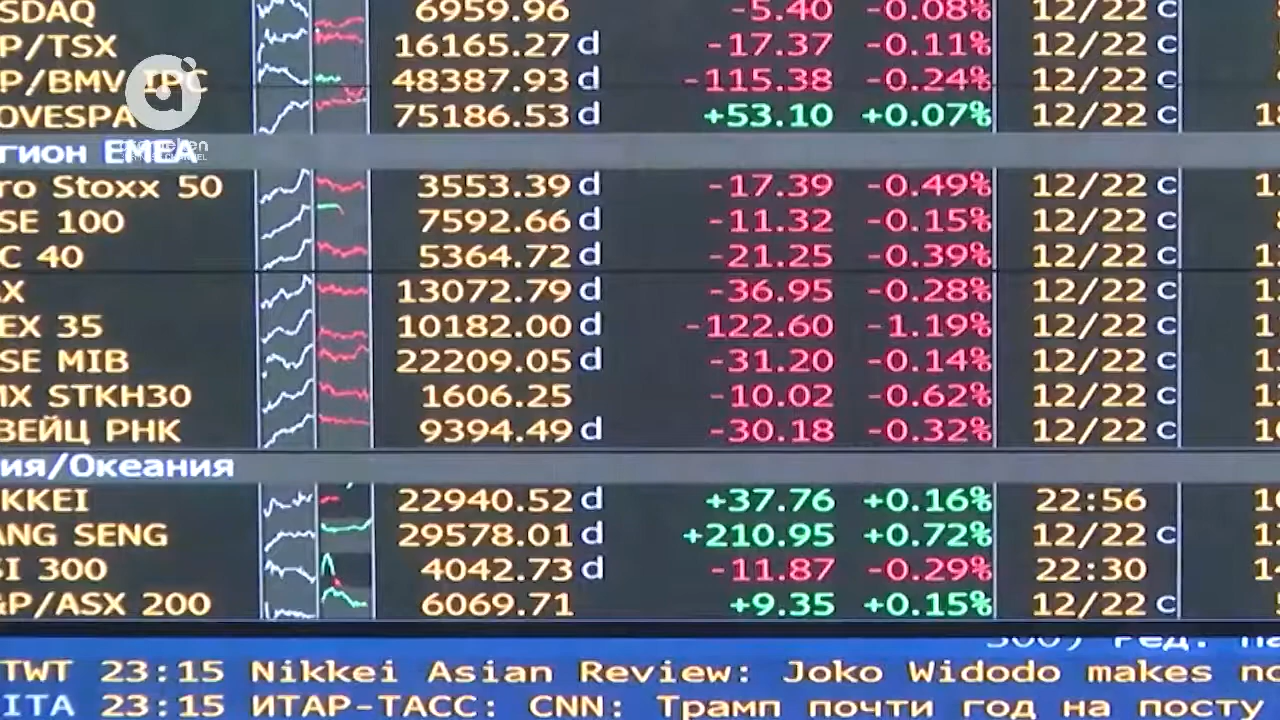 SDAQ 6959.96 -5.40 -0.08% 12/22 c
P/TSX 16165.27 d -17.37 -0.11% 12/22 c
P/BMV IPC 48387.93 d -115.38 -0.24% 12/22 c
OVESPA 75186.53 d +53.10 +0.07% 12/22 c
гион EMEA
ro Stoxx 50 3553.39 d -17.39 -0.49% 12/22 c
SE 100 7592.66 d -11.32 -0.15% 12/22 c
C 40 5364.72 d -21.25 -0.39% 12/22 c
X 13072.79 d -36.95 -0.28% 12/22 c
EX 35 10182.00 d -122.60 -1.19% 12/22 c
SE MIB 22209.05 d -31.20 -0.14% 12/22 c
MX STKH30 1606.25 -10.02 -0.62% 12/22 c
ВЕЙЦ РНК 9394.49 d -30.18 -0.32% 12/22 c
ия/Океания
KKEI 22940.52 d +37.76 +0.16% 22:56
ANG SENG 29578.01 d +210.95 +0.72% 12/22 c
SI 300 4042.73 d -11.87 -0.29% 22:30
&P/ASX 200 6069.71 +9.35 +0.15% 12/22 c
TWT 23:15 Nikkei Asian Review: Joko Widodo makes no
ITA 23:15 ИТАР-ТАСС: CNN: Трамп почти год на посту